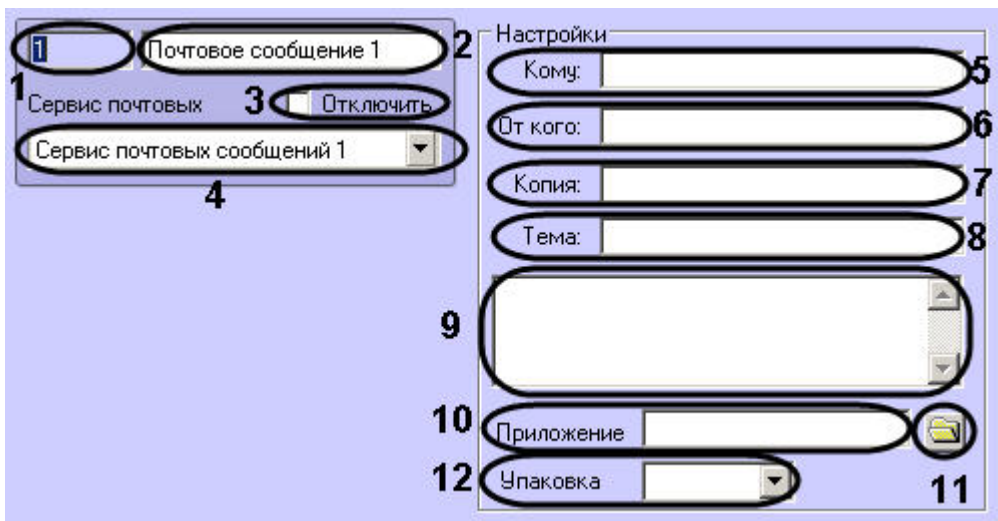 1 Почтовое сообщение 1 2
1
Сервис почтовых 3 Отключить
Сервис почтовых сообщений 1
4
Настройки
Кому: 5
От кого: 6
Копия: 7
Тема: 8
9
10 Приложение
11
12 Упаковка